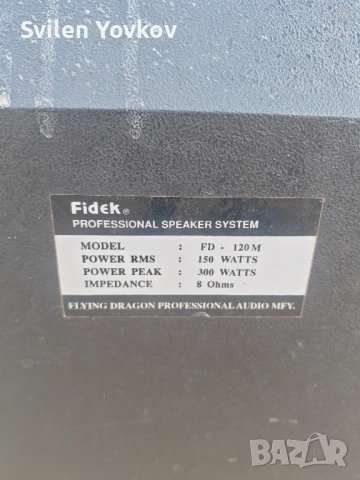 Svilen Yovkov
Fidek®
PROFESSIONAL SPEAKER SYSTEM
MODEL : FD - 120M
POWER RMS : 150 WATTS
POWER PEAK : 300 WATTS
IMPEDANCE : 8 Ohms
FLYING DRAGON PROFESSIONAL AUDIO MFY.
BAZAR